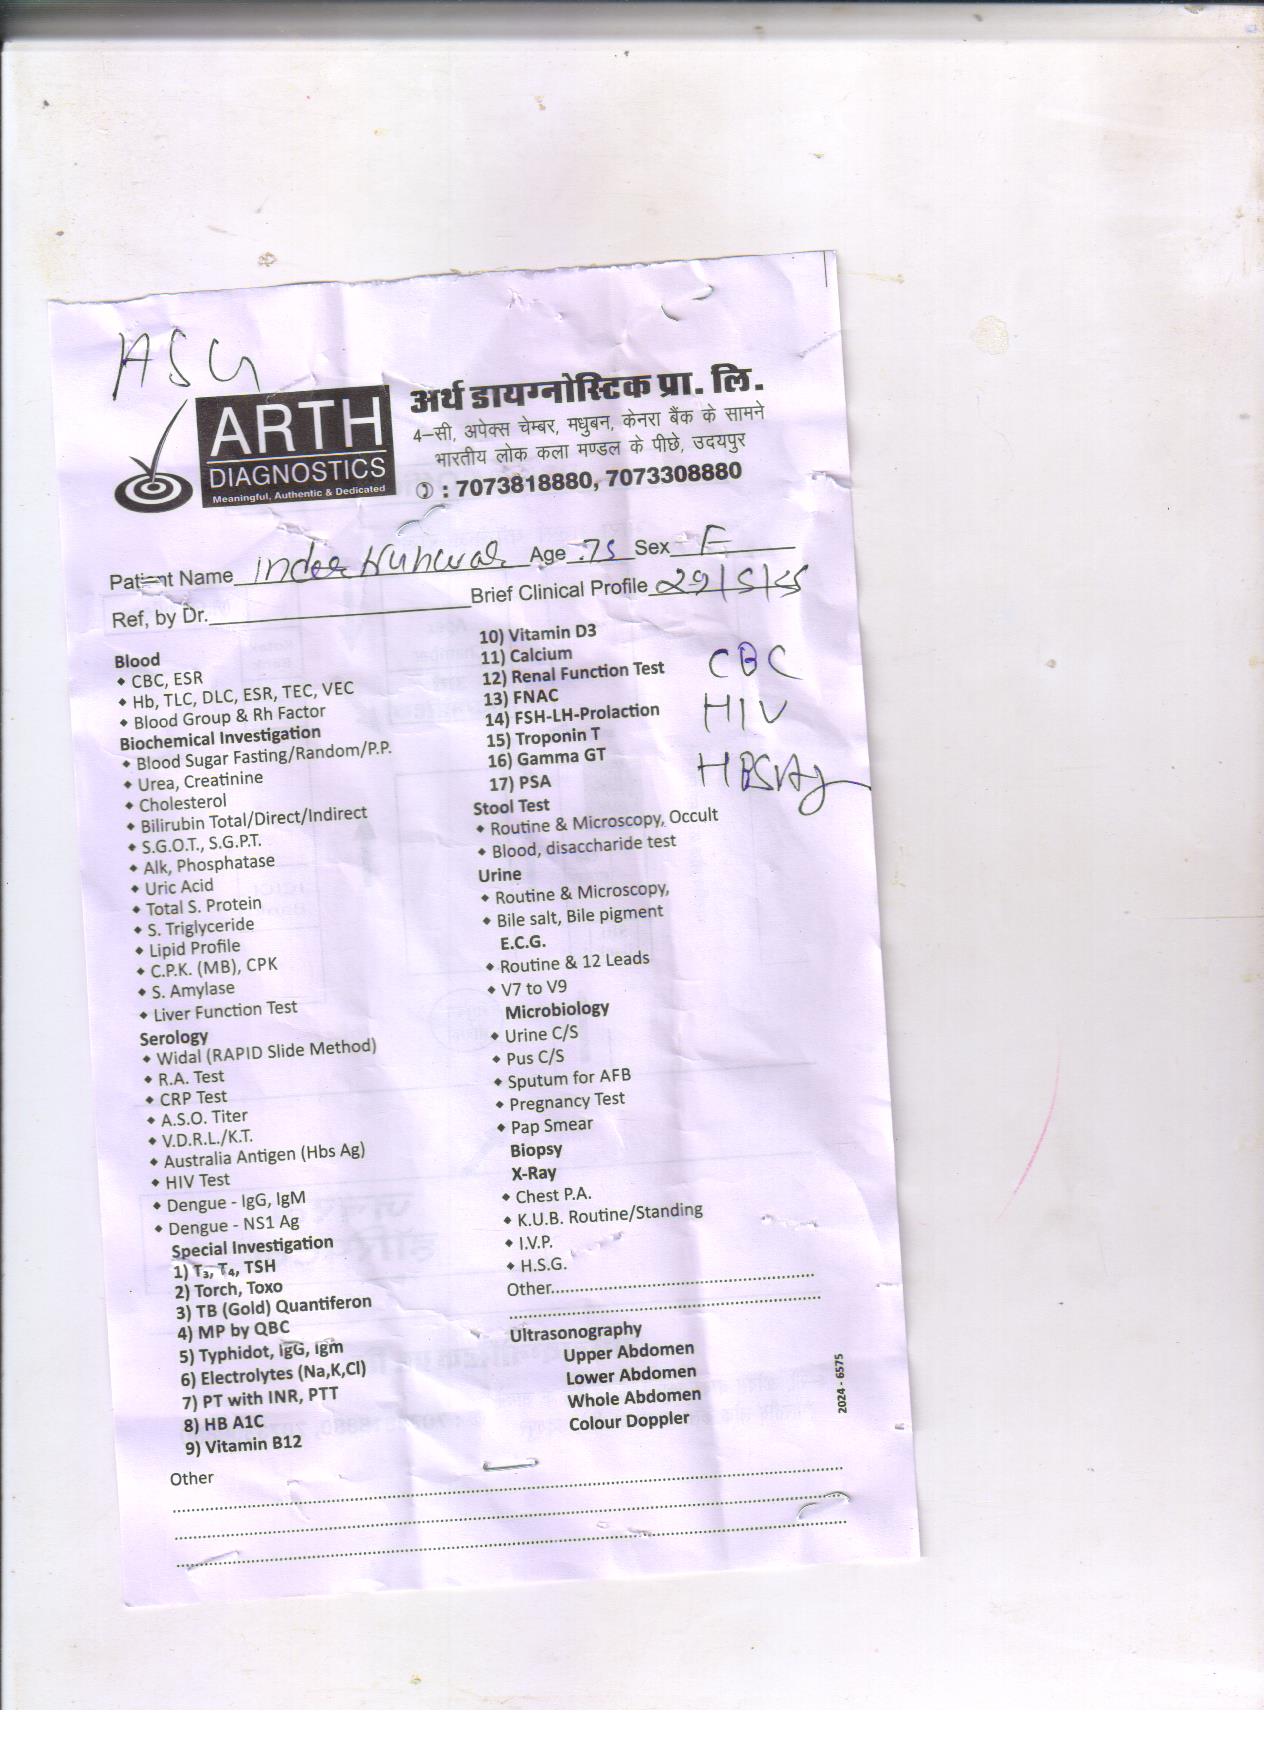 ASG
ARTH
DIAGNOSTICS
Meaningful, Authentic & Dedicated
अर्थ डायग्नोस्टिक प्रा. लि.
4–सी, अपेक्स चेम्बर, मधुबन, केनरा बैंक के सामने
भारतीय लोक कला मण्डल के पीछे, उदयपुर
: 7073818880, 7073308880
Patient Name Inder Kunwar Age 75 Sex F
Ref, by Dr. Brief Clinical Profile 29/5/25
Blood
• CBC, ESR
• Hb, TLC, DLC, ESR, TEC, VEC
• Blood Group & Rh Factor
Biochemical Investigation
• Blood Sugar Fasting/Random/P.P.
• Urea, Creatinine
• Cholesterol
• Bilirubin Total/Direct/Indirect
• S.G.O.T., S.G.P.T.
• Alk, Phosphatase
• Uric Acid
• Total S. Protein
• S. Triglyceride
• Lipid Profile
• C.P.K. (MB), CPK
• S. Amylase
• Liver Function Test
Serology
• Widal (RAPID Slide Method)
• R.A. Test
• CRP Test
• A.S.O. Titer
• V.D.R.L./K.T.
• Australia Antigen (Hbs Ag)
• HIV Test
• Dengue - IgG, IgM
• Dengue - NS1 Ag
Special Investigation
1) T₃, T₄, TSH
2) Torch, Toxo
3) TB (Gold) Quantiferon
4) MP by QBC
5) Typhidot, IgG, Igm
6) Electrolytes (Na,K,Cl)
7) PT with INR, PTT
8) HB A1C
9) Vitamin B12
Other
10) Vitamin D3
11) Calcium
12) Renal Function Test
13) FNAC
14) FSH-LH-Prolaction
15) Troponin T
16) Gamma GT
17) PSA
Stool Test
• Routine & Microscopy, Occult
• Blood, disaccharide test
Urine
• Routine & Microscopy,
• Bile salt, Bile pigment
E.C.G.
• Routine & 12 Leads
• V7 to V9
Microbiology
• Urine C/S
• Pus C/S
• Sputum for AFB
• Pregnancy Test
• Pap Smear
Biopsy
X-Ray
• Chest P.A.
• K.U.B. Routine/Standing
• I.V.P.
• H.S.G.
Other
Ultrasonography
Upper Abdomen
Lower Abdomen
Whole Abdomen
Colour Doppler
CBC
HIV
HBSAg
2024 - 6575